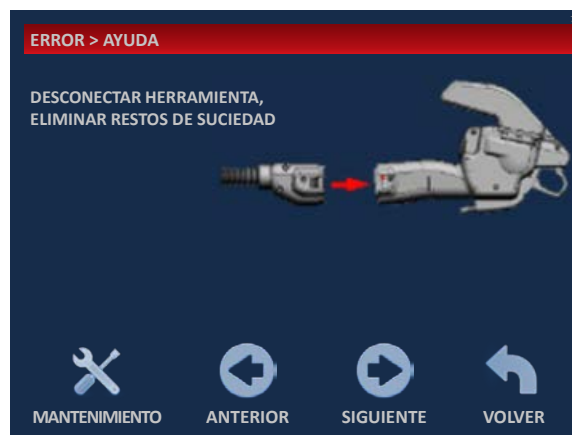 ERROR > AYUDA
DESCONECTAR HERRAMIENTA,
ELIMINAR RESTOS DE SUCIEDAD
MANTENIMIENTO
ANTERIOR
SIGUIENTE
VOLVER